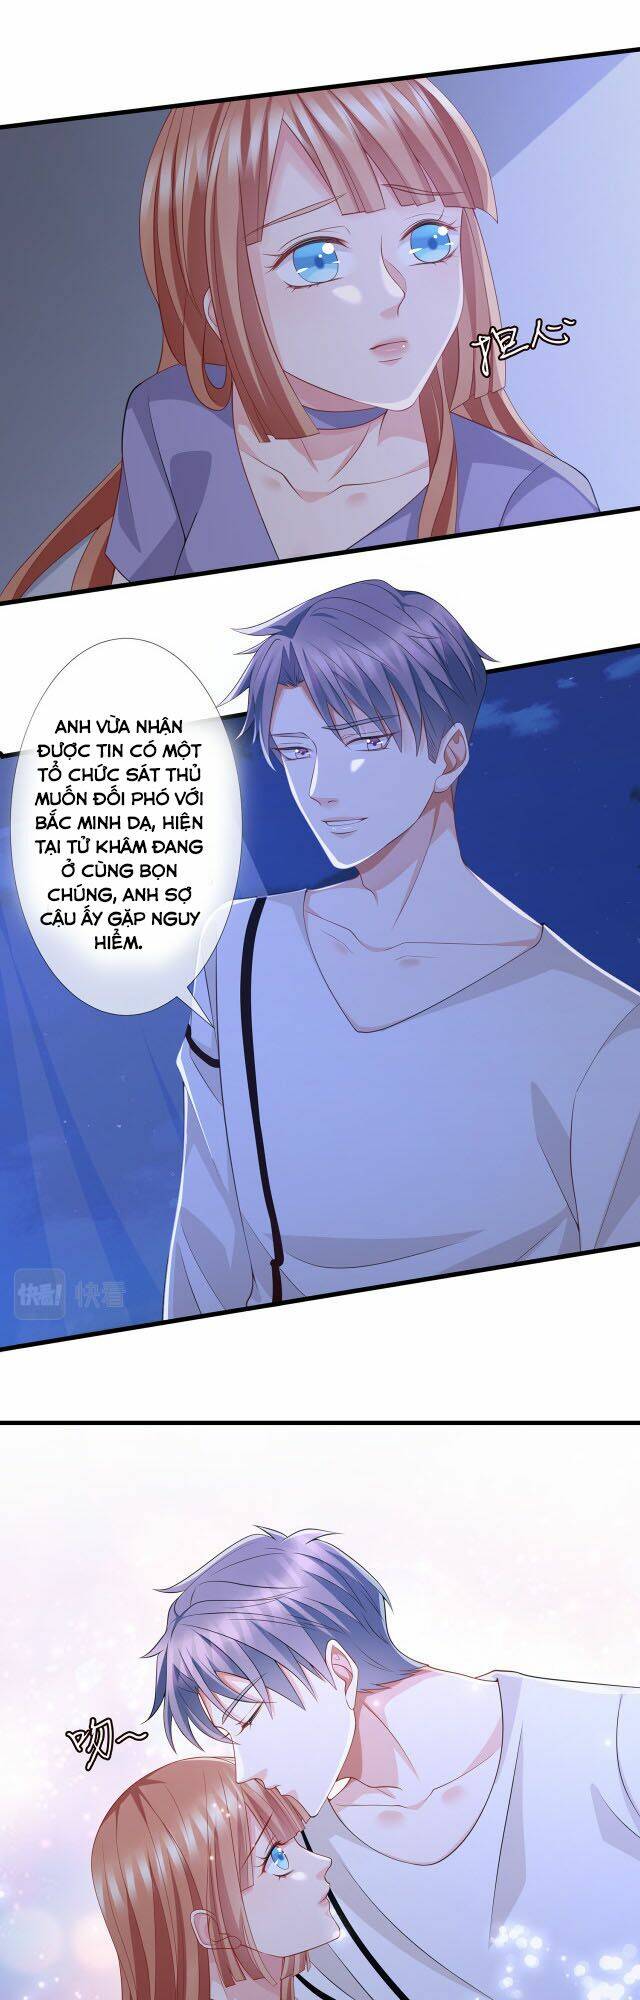 担心
ANH VỪA NHẬN
ĐƯỢC TIN CÓ MỘT
TỔ CHỨC SÁT THỦ
MUỐN ĐỐI PHÓ VỚI
BẮC MINH DẠ, HIỆN
TẠI TỬ KHÂM ĐANG
Ở CÙNG BỌN
CHÚNG, ANH SỢ
CẬU ẤY GẶP NGUY
HIỂM.
快看! 快看
吻~